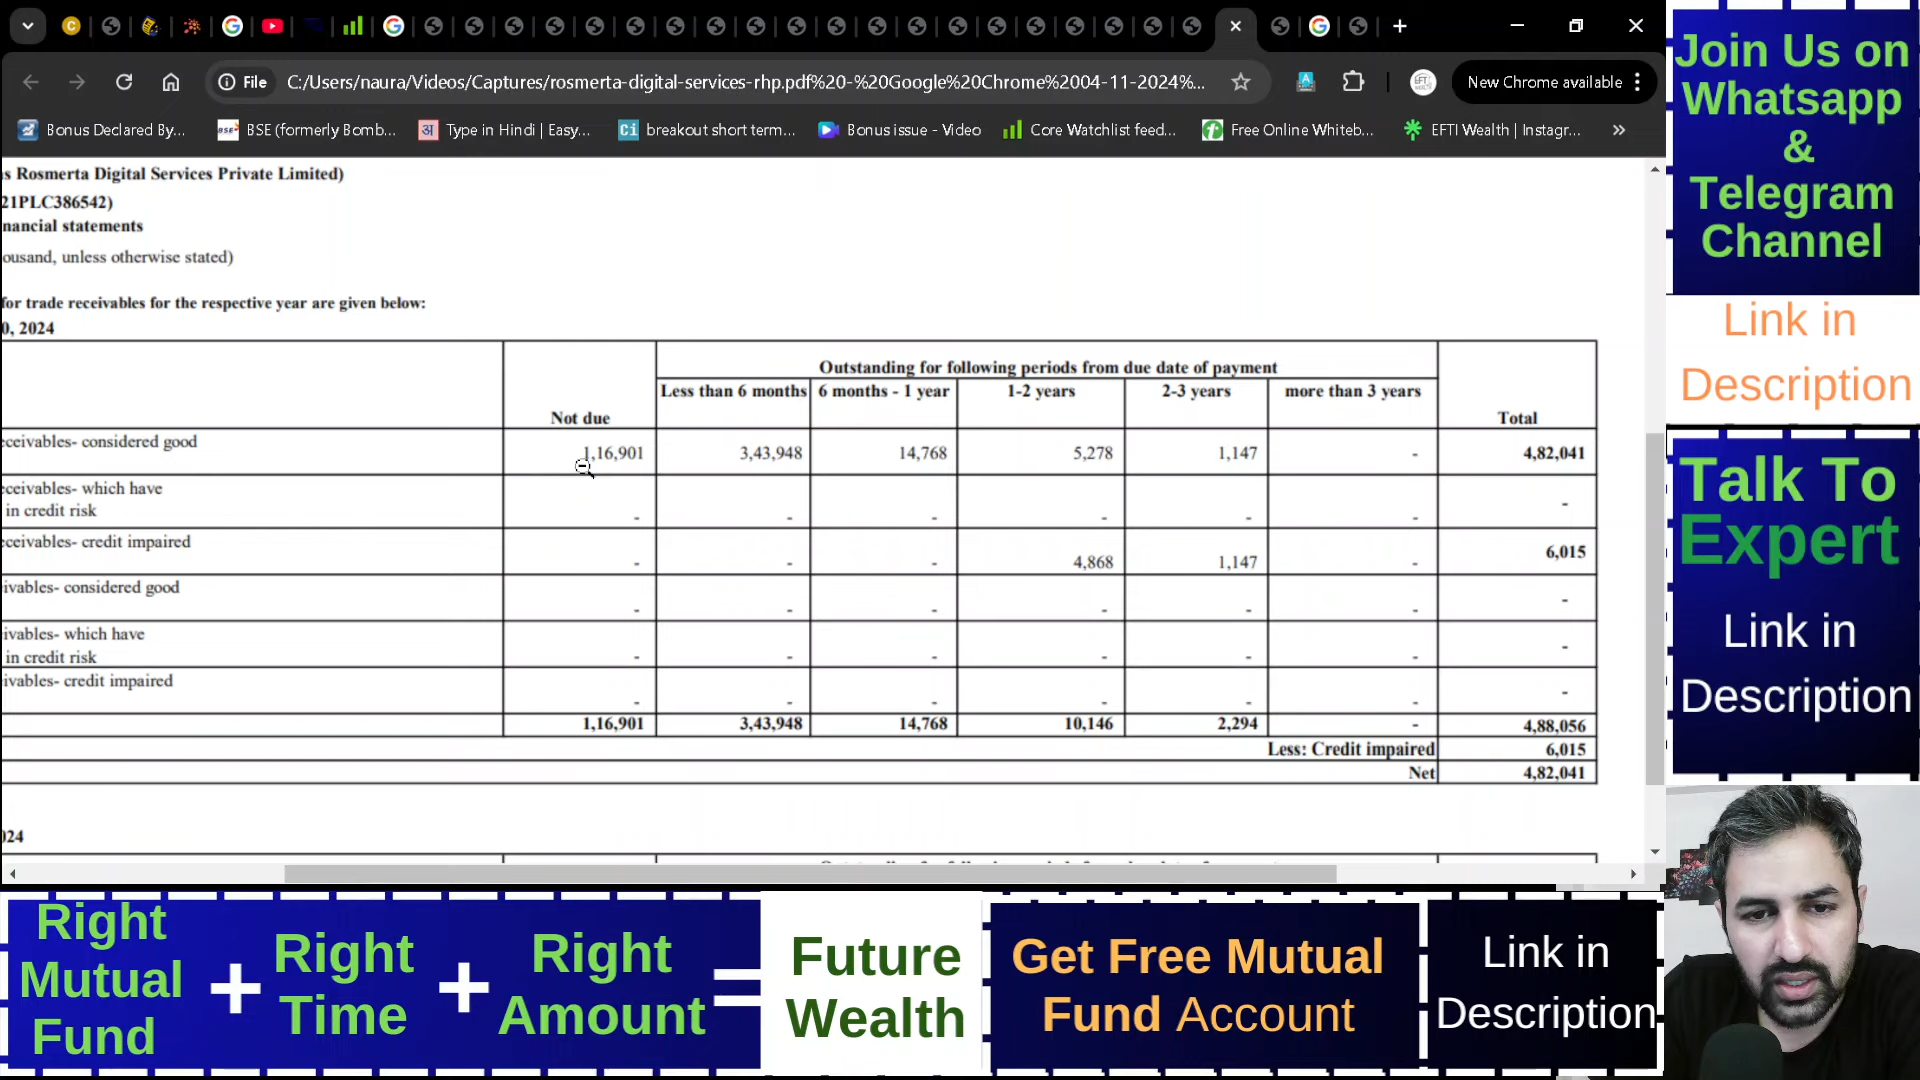 File
C:/Users/naura/Videos/Captures/rosmerta-digital-services-rhp.pdf%20-%20Google%20Chrome%2004-11-2024%...
New Chrome available
Bonus Declared By...
BSE (formerly Bomb...
Type in Hindi | Easy...
breakout short term...
Bonus issue - Video
Core Watchlist feed...
Free Online Whiteb...
EFTI Wealth | Instagr...
»
s Rosmerta Digital Services Private Limited)
21PLC386542)
nancial statements
ousand, unless otherwise stated)
for trade receivables for the respective year are given below:
0, 2024
Outstanding for following periods from due date of payment
Not due Less than 6 months 6 months - 1 year 1-2 years 2-3 years more than 3 years Total
eceivables- considered good 1,16,901 3,43,948 14,768 5,278 1,147 - 4,82,041
eceivables- which have
in credit risk - - - - - - -
eceivables- credit impaired - - - 4,868 1,147 - 6,015
ivables- considered good - - - - - - -
ivables- which have
in credit risk - - - - - - -
ivables- credit impaired - - - - - - -
1,16,901 3,43,948 14,768 10,146 2,294 - 4,88,056
Less: Credit impaired 6,015
Net 4,82,041
024
Join Us on
Whatsapp
&
Telegram
Channel
Link in
Description
Talk To
Expert
Link in
Description
Right
Mutual
Fund
+
Right
Time
+
Right
Amount
=
Future
Wealth
Get Free Mutual
Fund Account
Link in
Description